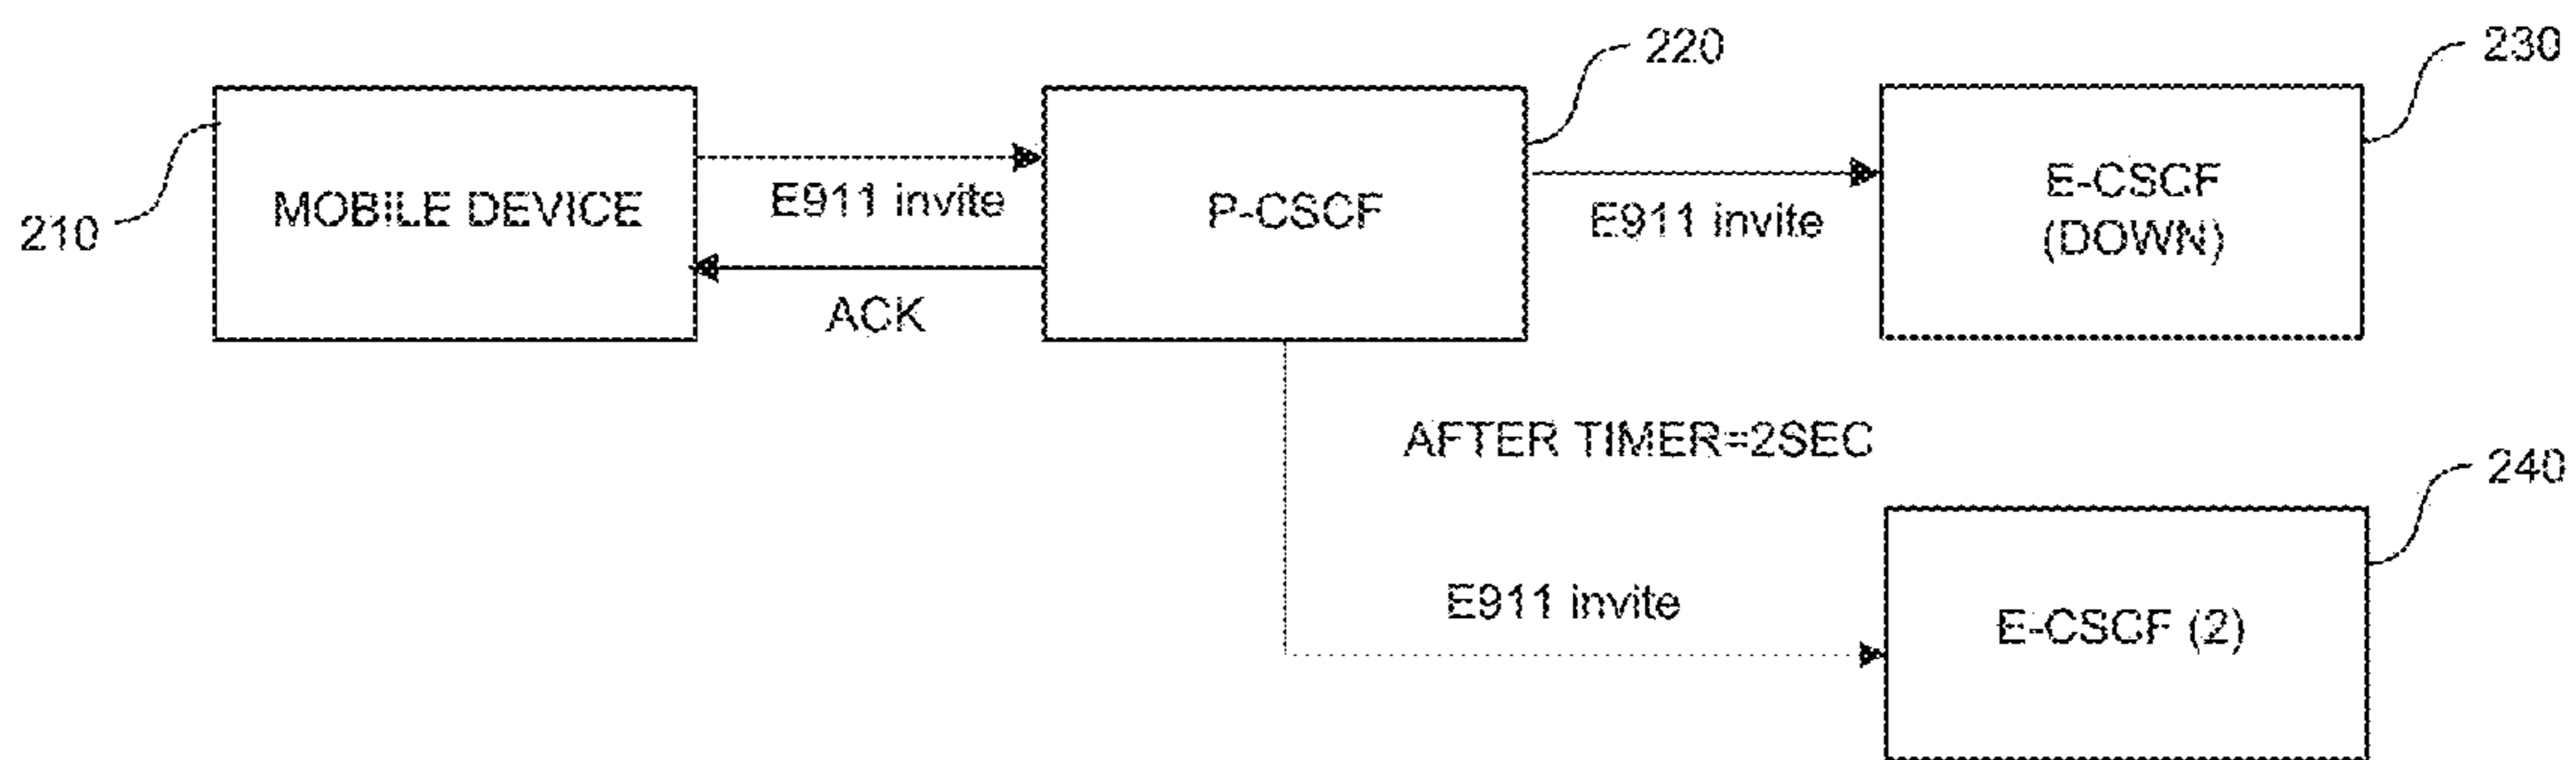 220
230
210
MOBILE DEVICE
E911 invite
ACK
P-CSCF
E911 invite
E-CSCF
(DOWN)
AFTER TIMER=2SEC
240
E911 invite
E-CSCF (2)